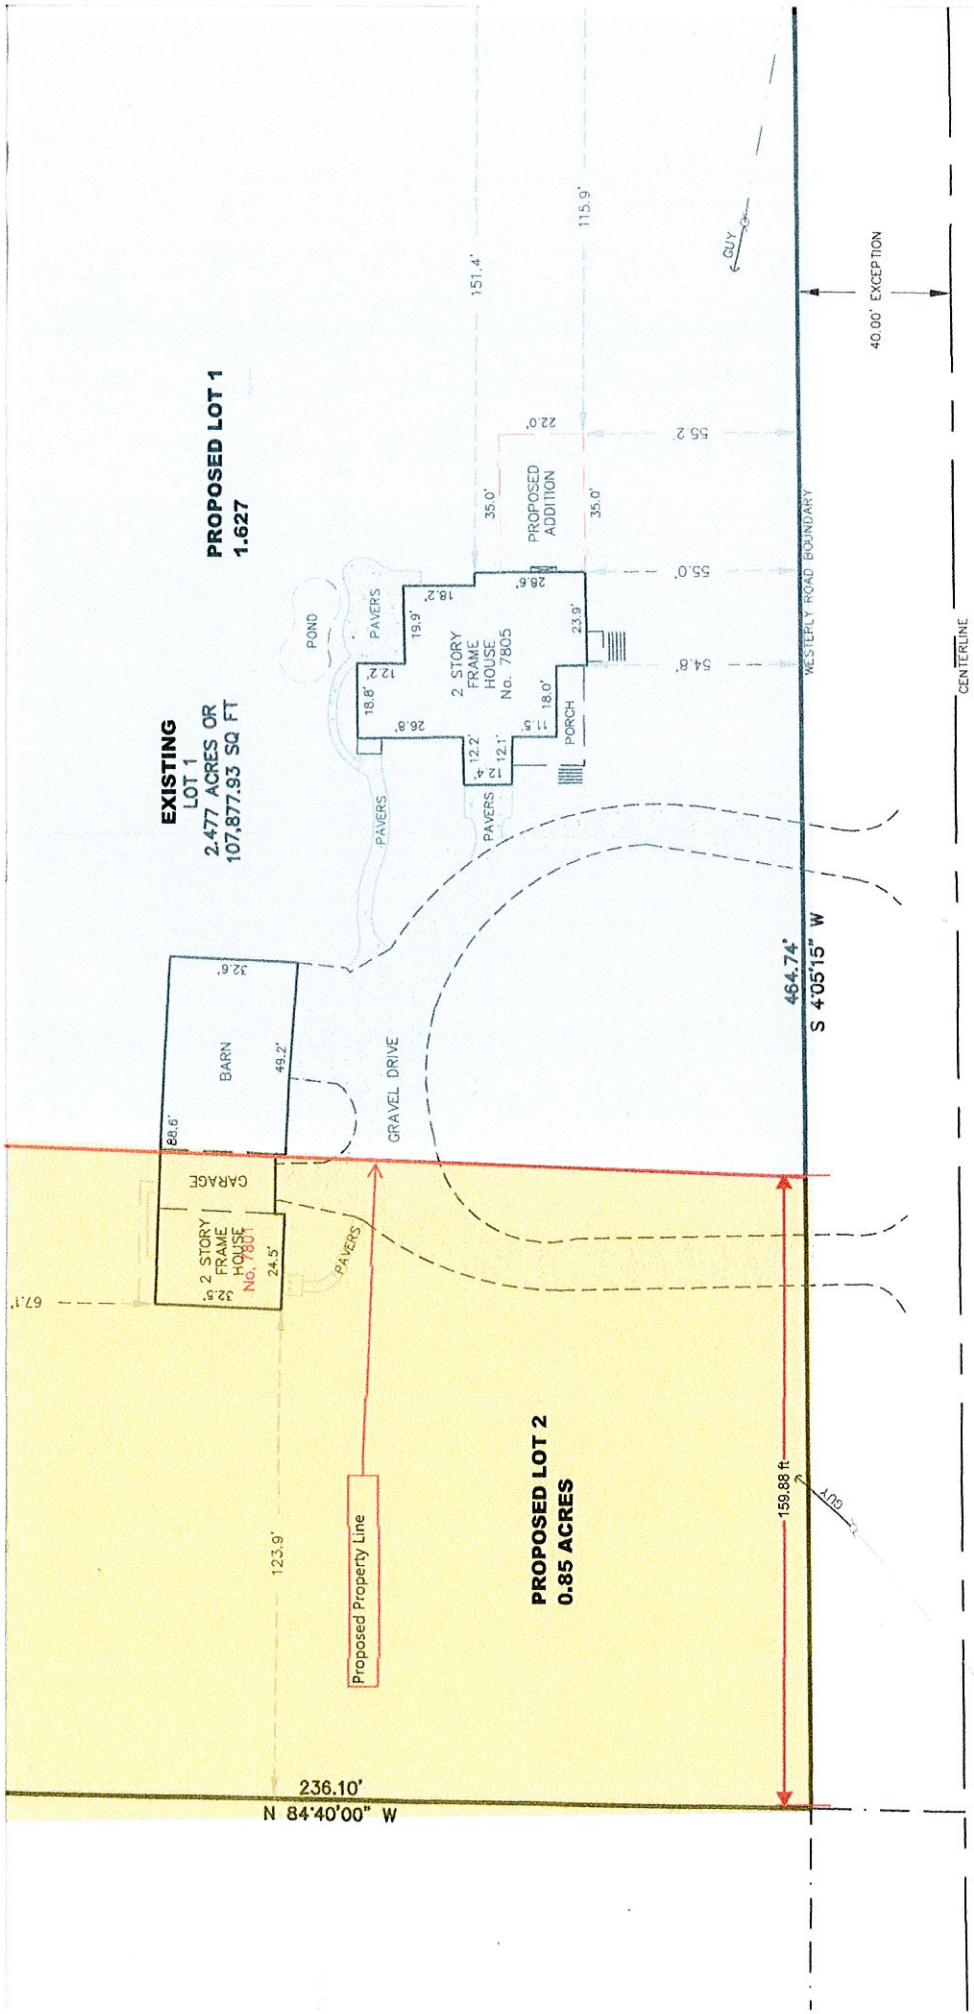 EXISTING
LOT 1
2.477 ACRES OR
107,877.93 SQ FT
PROPOSED LOT 1
1.627
POND
PAVERS
151.4'
115.9'
GUY
40.00' EXCEPTION
22.0'
35.0'
PROPOSED
ADDITION
35.0'
55.2'
55.0'
54.8'
WESTERLY ROAD BOUNDARY
CENTERLINE
18.2'
19.9'
28.6'
23.9'
12.2'
18.8'
26.8'
2 STORY
FRAME
HOUSE
No. 7805
18.0'
11.5'
12.2'
12.1'
12.4'
PORCH
PAVERS
PAVERS
32.6'
BARN
49.2'
88.6'
GRAVEL DRIVE
464.74'
S 4°05'15" W
GARAGE
2 STORY
FRAME
HOUSE
No. 7801
24.5'
32.5'
PAVERS
67.1'
123.9'
Proposed Property Line
PROPOSED LOT 2
0.85 ACRES
159.88 ft
GUY
236.10'
N 84°40'00" W